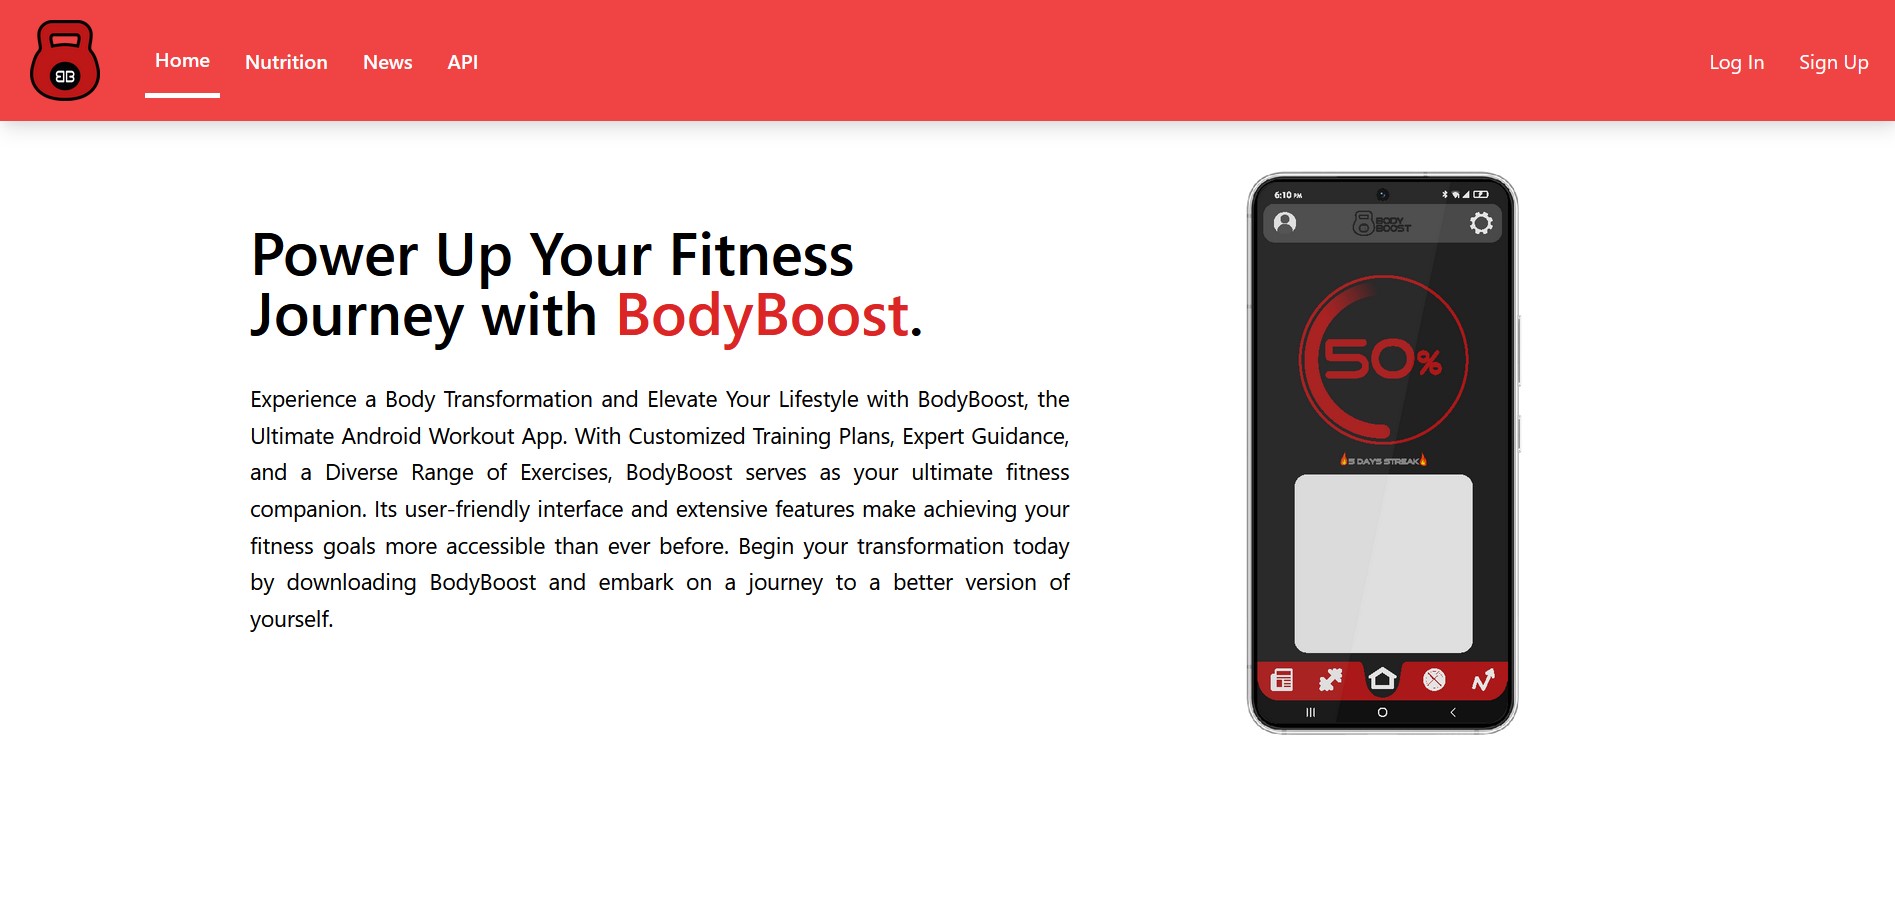 Home Nutrition News API Log In Sign Up
BB
Power Up Your Fitness
Journey with BodyBoost.
Experience a Body Transformation and Elevate Your Lifestyle with BodyBoost, the
Ultimate Android Workout App. With Customized Training Plans, Expert Guidance,
and a Diverse Range of Exercises, BodyBoost serves as your ultimate fitness
companion. Its user-friendly interface and extensive features make achieving your
fitness goals more accessible than ever before. Begin your transformation today
by downloading BodyBoost and embark on a journey to a better version of
yourself.
6:10 PM
BODY
BOOST
50%
5 DAYS STREAK